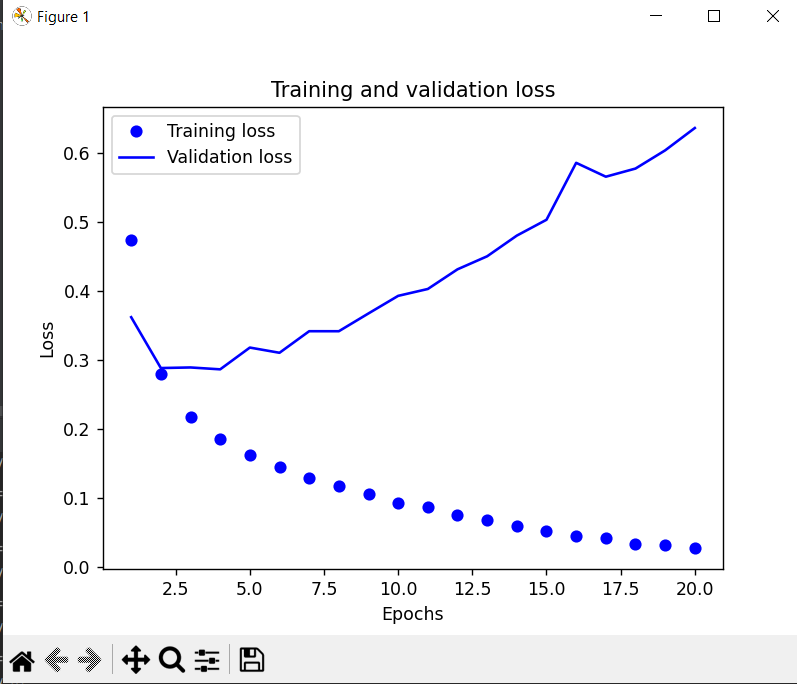 Figure 1
Training and validation loss
Training loss
Validation loss
0.6
0.5
0.4
0.3
0.2
0.1
0.0
Loss
2.5 5.0 7.5 10.0 12.5 15.0 17.5 20.0
Epochs